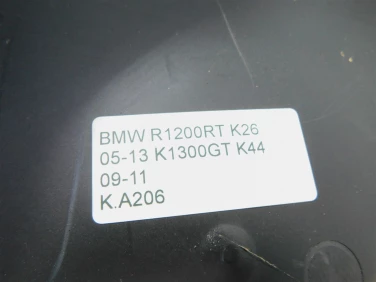 BMW R1200RT K26
05-13 K1300GT K44
09-11
K.A206